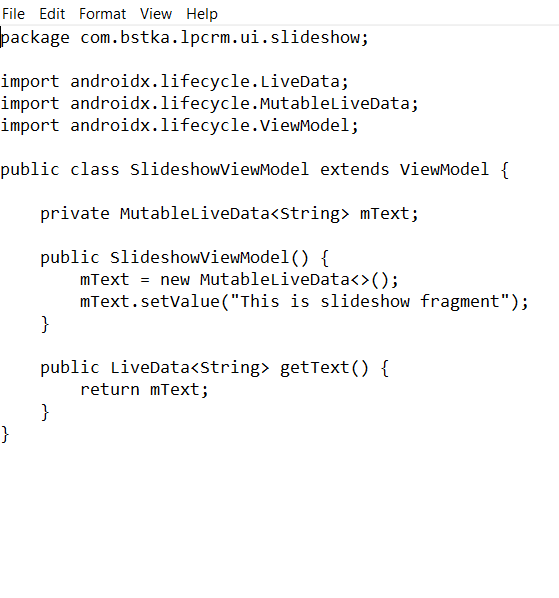 File Edit Format View Help
package com.bstka.lpcrm.ui.slideshow;

import androidx.lifecycle.LiveData;
import androidx.lifecycle.MutableLiveData;
import androidx.lifecycle.ViewModel;

public class SlideshowViewModel extends ViewModel {

    private MutableLiveData<String> mText;

    public SlideshowViewModel() {
        mText = new MutableLiveData<>();
        mText.setValue("This is slideshow fragment");
    }

    public LiveData<String> getText() {
        return mText;
    }
}